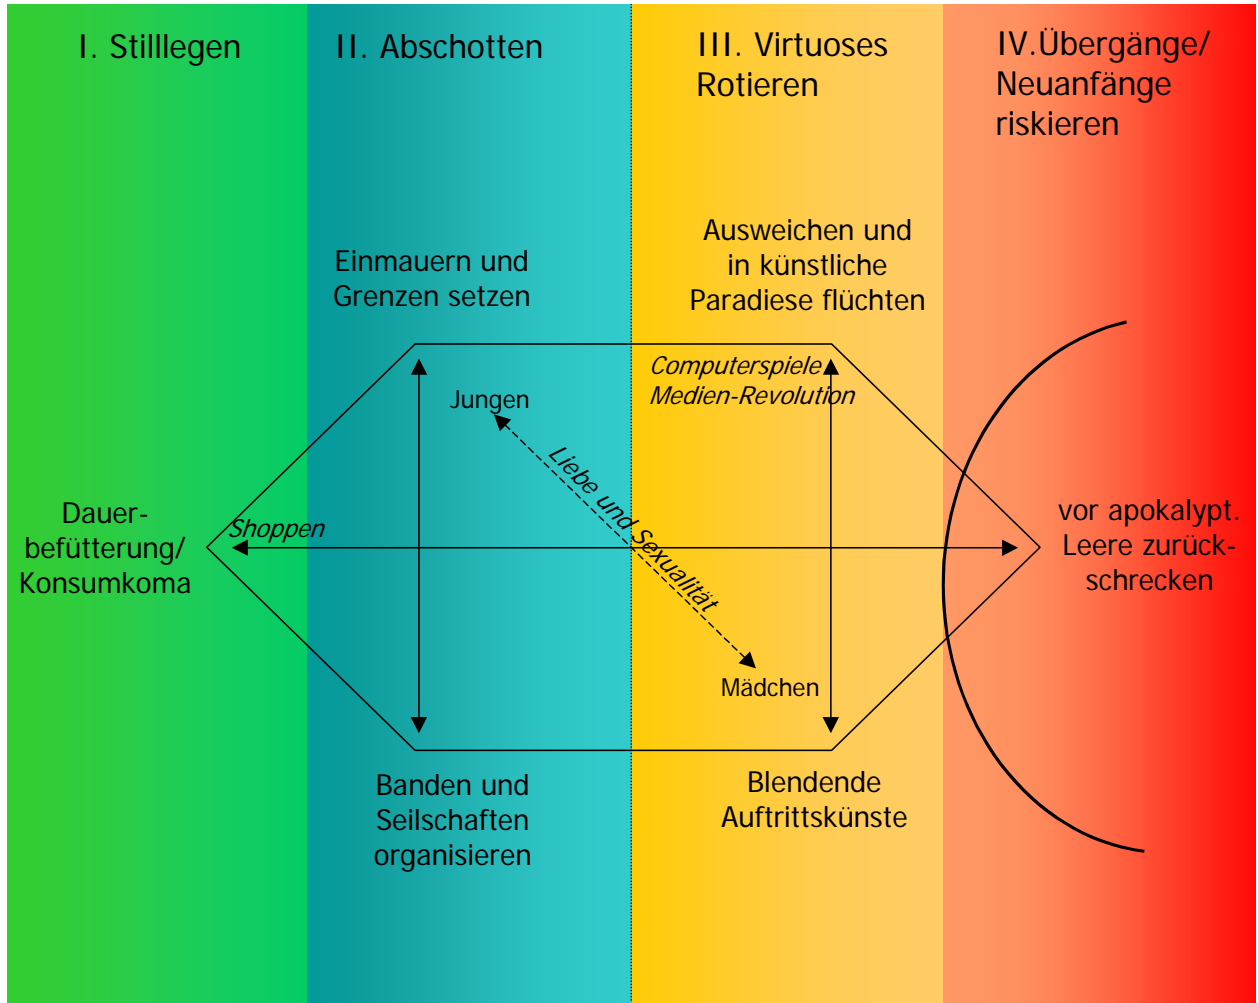 I. Stilllegen
II. Abschotten
III. Virtuoses
Rotieren
IV.Übergänge/
Neuanfänge
riskieren
Einmauern und
Grenzen setzen
Ausweichen und
in künstliche
Paradiese flüchten
Computerspiele
Medien-Revolution
Jungen
Liebe und Sexualität
Shoppen
Dauer-
befütterung/
Konsumkoma
vor apokalypt.
Leere zurück-
schrecken
Mädchen
Banden und
Seilschaften
organisieren
Blendende
Auftrittskünste